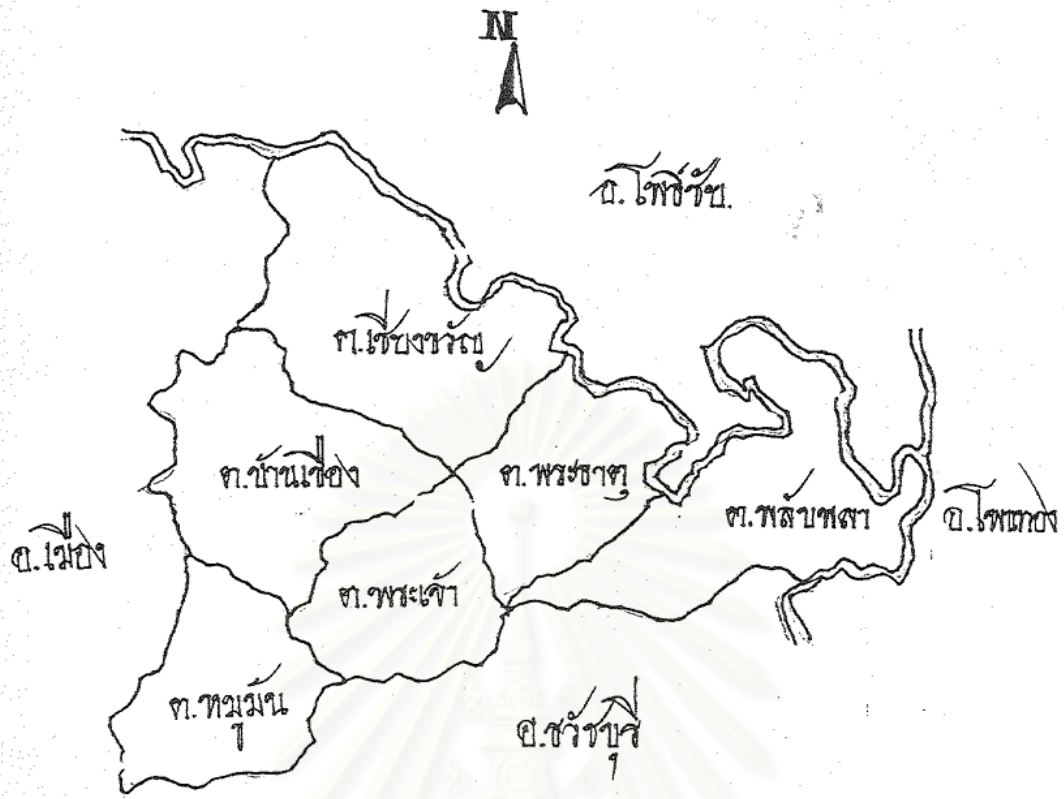 N
อ.โพธิ์ชัย.
ต.เชียงขวัญ
ต.บ้านเขือง
ต.พระธาตุ
ต.พลับพลา
อ.โพนทอง
อ.เมือง
ต.พระเจ้า
ต.หมูม้น
อ.ธวัชบุรี